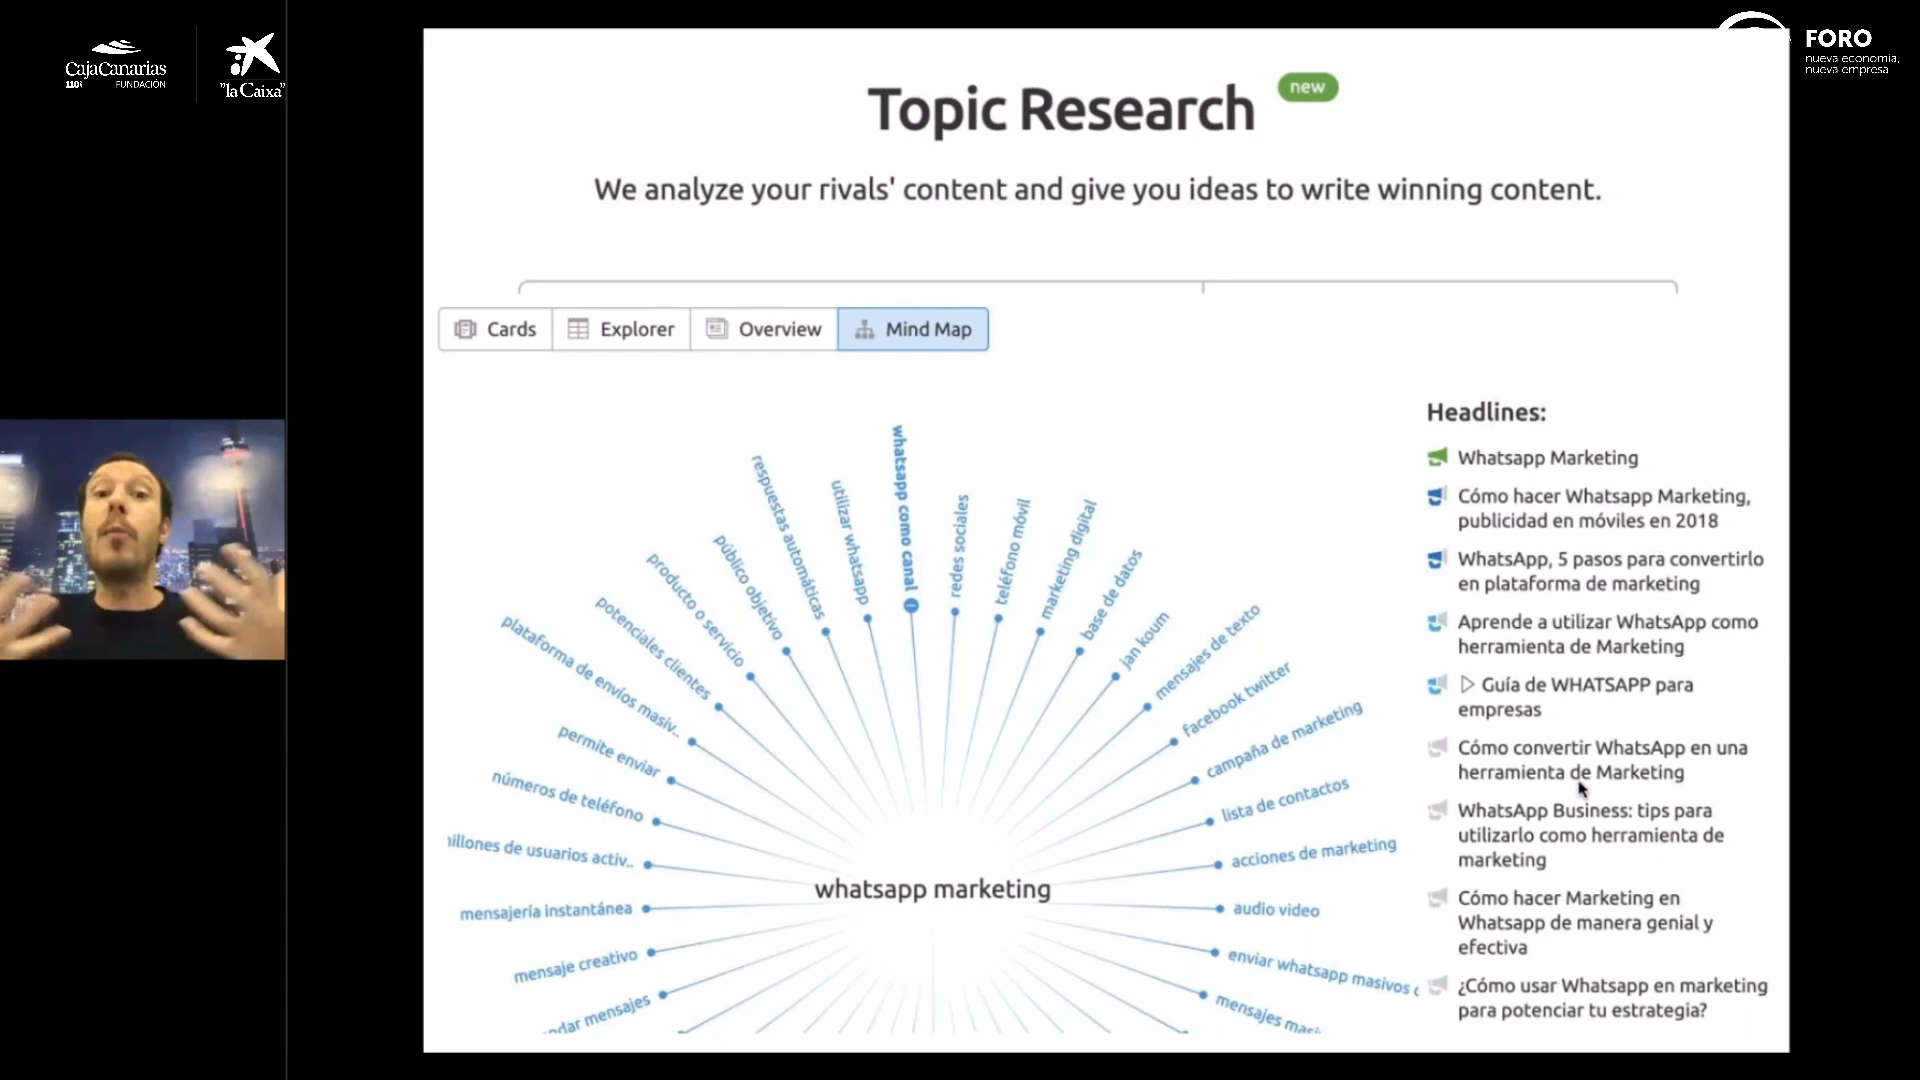 CajaCanarias
FUNDACIÓN
"la Caixa"
FORO
nueva economía,
nueva empresa
Topic Research
new
We analyze your rivals' content and give you ideas to write winning content.
Cards
Explorer
Overview
Mind Map
plataforma de envíos masiv..
potenciales clientes
producto o servicio
público objetivo
respuestas automáticas
utilizar whatsapp
whatsapp como canal
redes sociales
teléfono móvil
marketing digital
base de datos
jan koum
mensajes de texto
facebook twitter
campaña de marketing
lista de contactos
acciones de marketing
audio video
enviar whatsapp masivos
permite enviar
números de teléfono
de usuarios activ..
mensajería instantánea
mensaje creativo
mensajes
mensajes
whatsapp marketing
Headlines:
Whatsapp Marketing
Cómo hacer Whatsapp Marketing,
publicidad en móviles en 2018
WhatsApp, 5 pasos para convertirlo
en plataforma de marketing
Aprende a utilizar WhatsApp como
herramienta de Marketing
▷ Guía de WHATSAPP para
empresas
Cómo convertir WhatsApp en una
herramienta de Marketing
WhatsApp Business: tips para
utilizarlo como herramienta de
marketing
Cómo hacer Marketing en
Whatsapp de manera genial y
efectiva
¿Cómo usar Whatsapp en marketing
para potenciar tu estrategia?